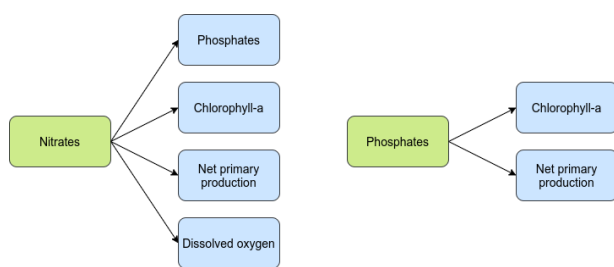 Phosphates
Chlorophyll-a
Nitrates
Net primary
production
Dissolved oxygen
Chlorophyll-a
Phosphates
Net primary
production